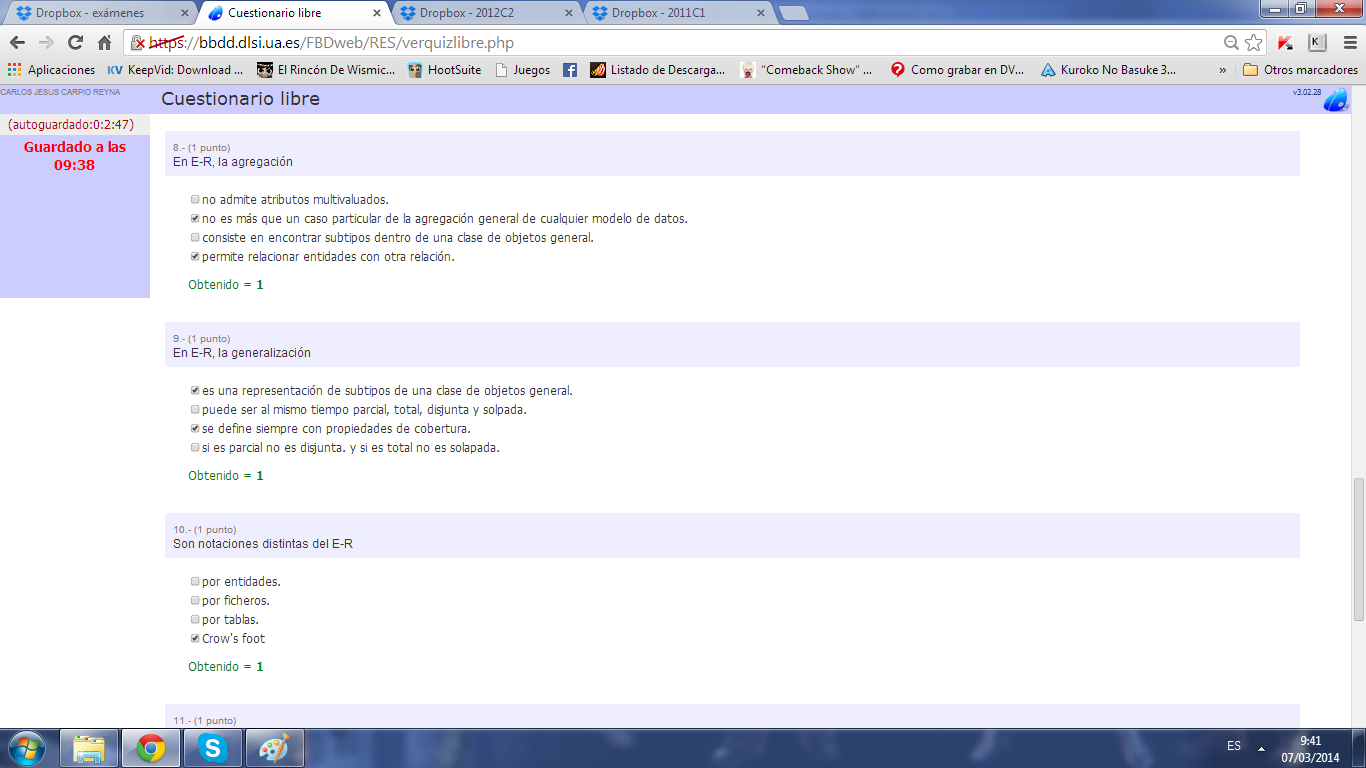 Dropbox - exámenes
Cuestionario libre
Dropbox - 2012C2
Dropbox - 2011C1
https://bbdd.dlsi.ua.es/FBDweb/RES/verquizlibre.php
Aplicaciones
KV KeepVid: Download ...
El Rincón De Wismic...
HootSuite
Juegos
Listado de Descarga...
"Comeback Show" ...
Como grabar en DV...
Kuroko No Basuke 3...
»
Otros marcadores
CARLOS JESUS CARPIO REYNA
Cuestionario libre
v3.02.28
(autoguardado:0:2:47)
Guardado a las
09:38
8.- (1 punto)
En E-R, la agregación
no admite atributos multivaluados.
no es más que un caso particular de la agregación general de cualquier modelo de datos.
consiste en encontrar subtipos dentro de una clase de objetos general.
permite relacionar entidades con otra relación.
Obtenido = 1
9.- (1 punto)
En E-R, la generalización
es una representación de subtipos de una clase de objetos general.
puede ser al mismo tiempo parcial, total, disjunta y solpada.
se define siempre con propiedades de cobertura.
si es parcial no es disjunta. y si es total no es solapada.
Obtenido = 1
10.- (1 punto)
Son notaciones distintas del E-R
por entidades.
por ficheros.
por tablas.
Crow's foot
Obtenido = 1
11.- (1 punto)
ES
9:41
07/03/2014